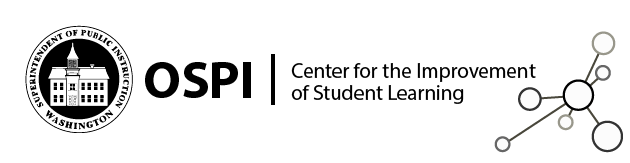 SUPERINTENDENT OF PUBLIC INSTRUCTION
WASHINGTON
OSPI
Center for the Improvement
of Student Learning